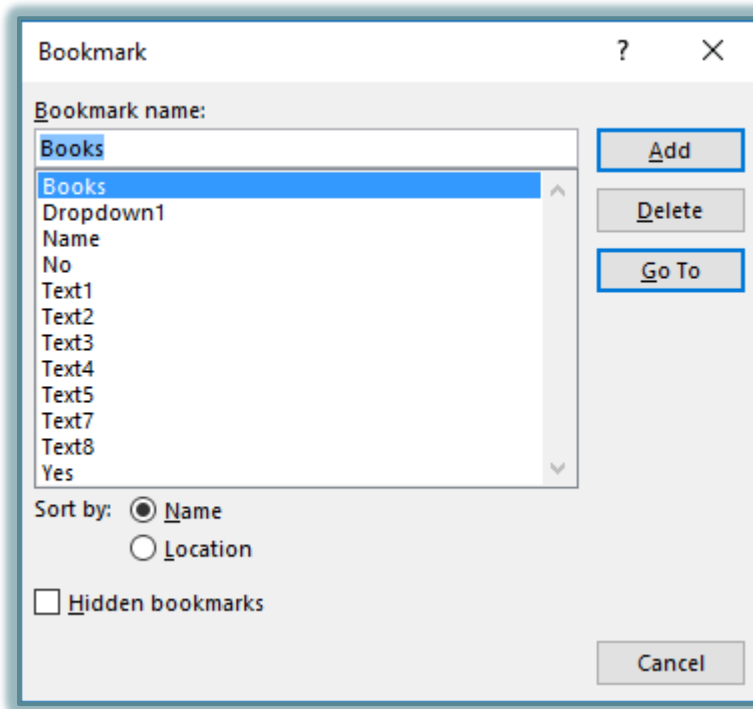 Bookmark ?
Bookmark name:
Books
Add
Books
Dropdown1
Name
No
Text1
Text2
Text3
Text4
Text5
Text7
Text8
Yes
Delete
Go To
Sort by: Name
Location
Hidden bookmarks
Cancel